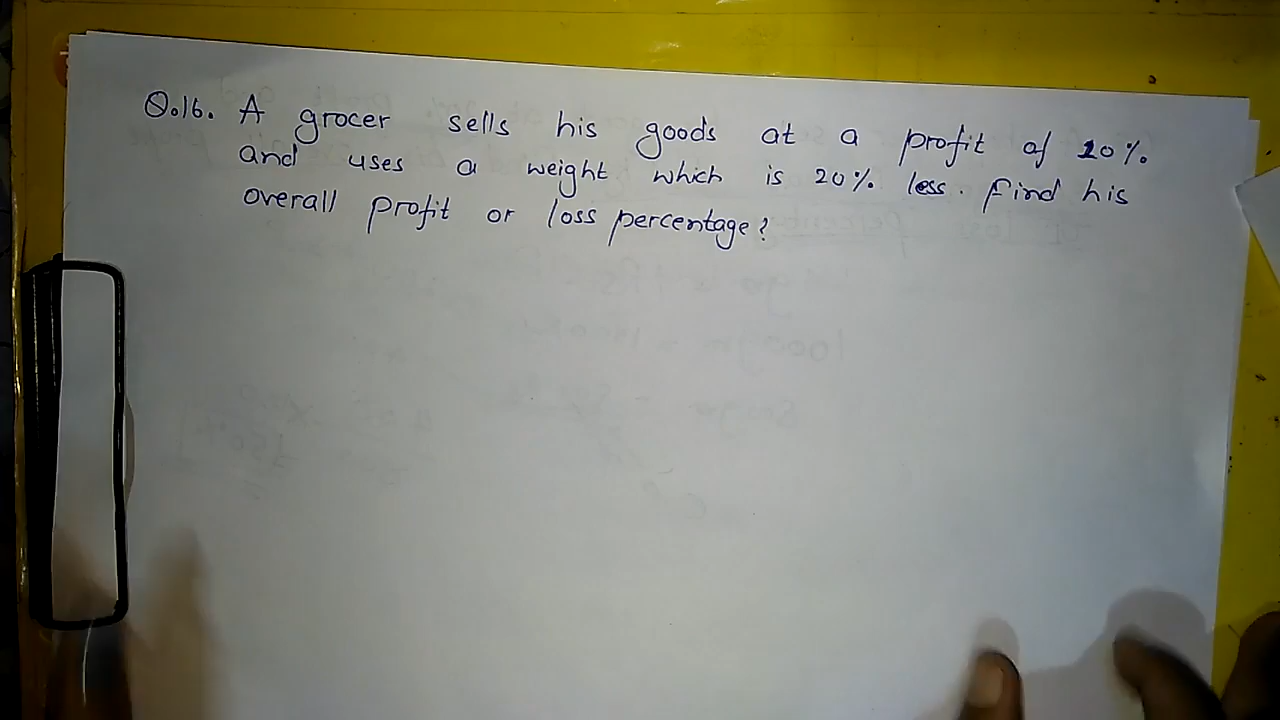 Q.16. A grocer sells his goods at a profit of 20%.
and uses a weight which is 20% less. Find his
overall profit or loss percentage?